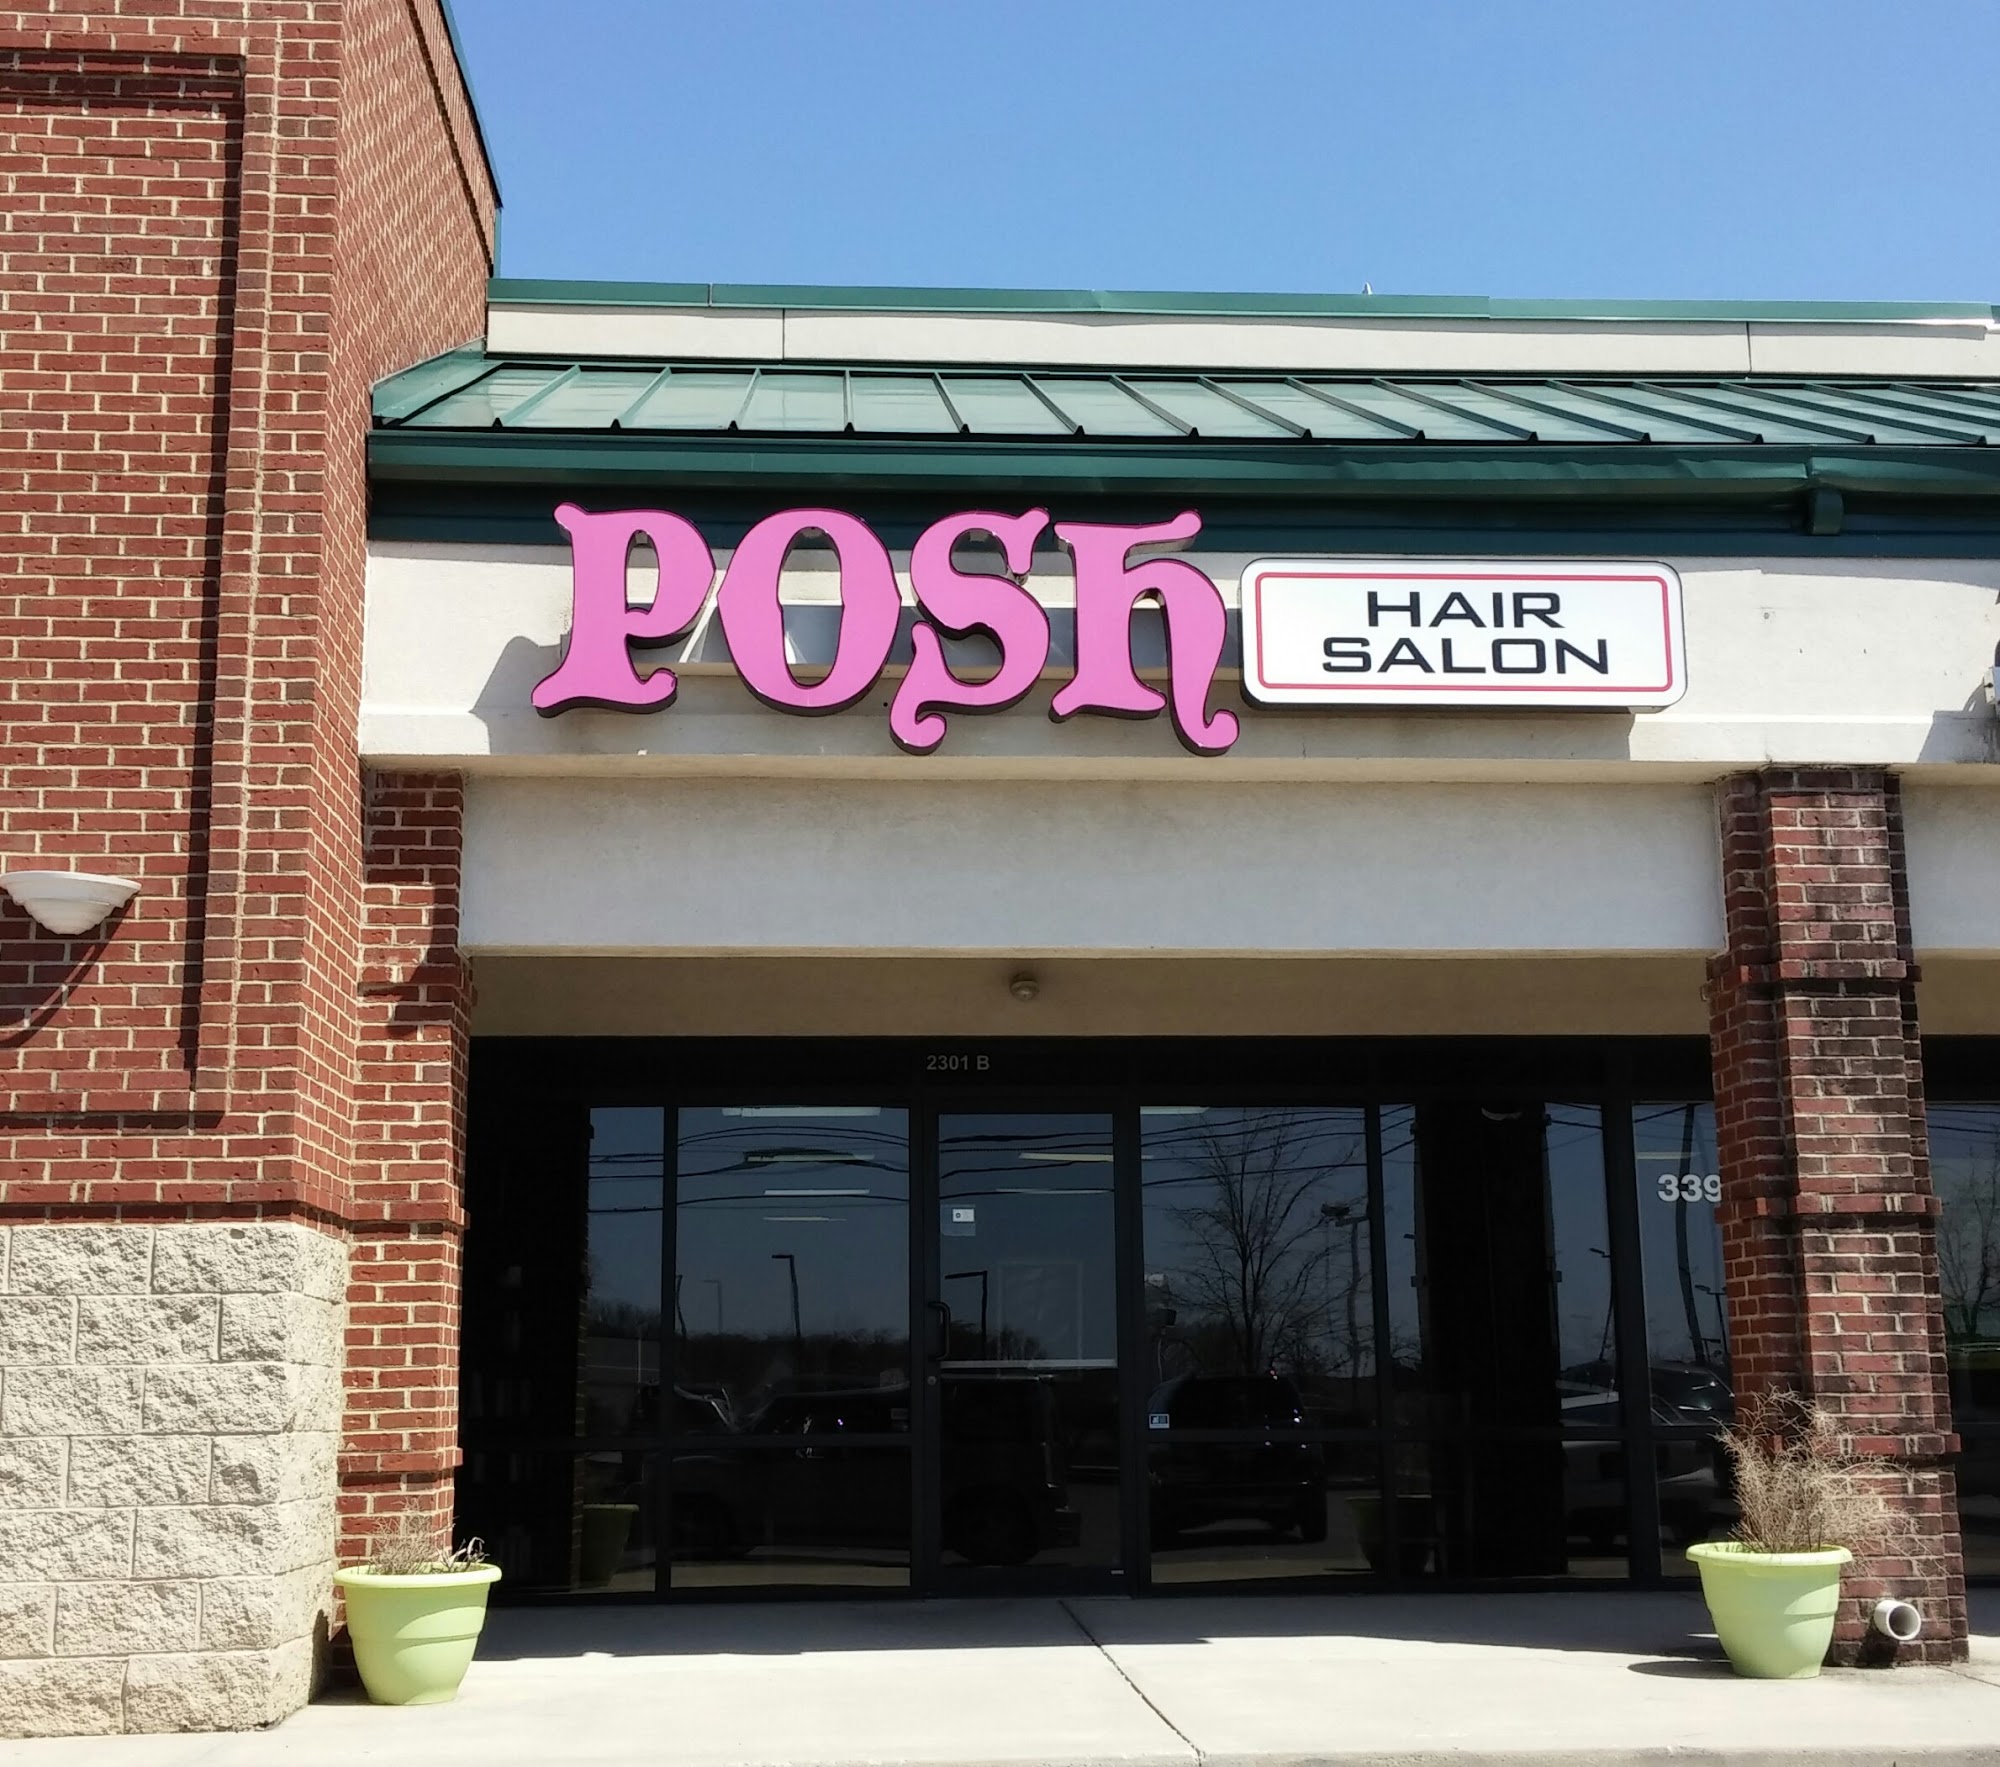 POSH
HAIR
SALON
2301 B
339